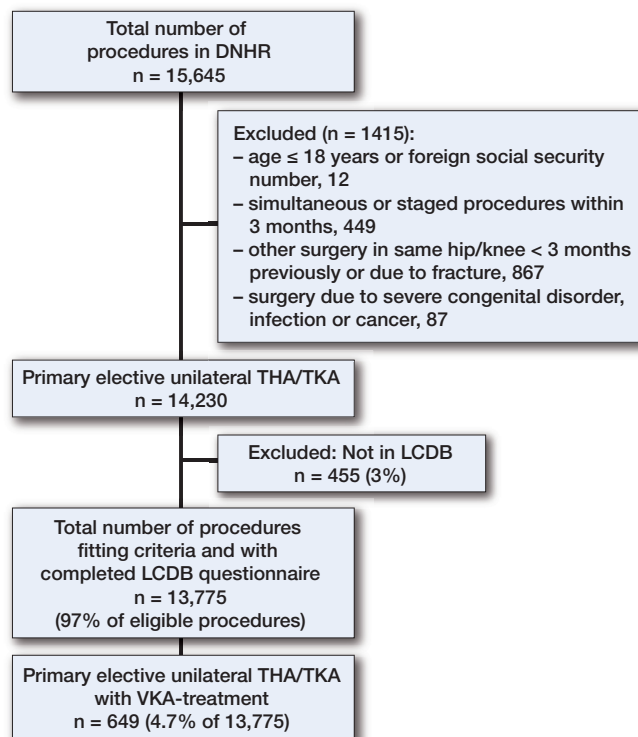 Total number of
procedures in DNHR
n = 15,645
Excluded (n = 1415):
– age ≤ 18 years or foreign social security
number, 12
– simultaneous or staged procedures within
3 months, 449
– other surgery in same hip/knee < 3 months
previously or due to fracture, 867
– surgery due to severe congenital disorder,
infection or cancer, 87
Primary elective unilateral THA/TKA
n = 14,230
Excluded: Not in LCDB
n = 455 (3%)
Total number of procedures
fitting criteria and with
completed LCDB questionnaire
n = 13,775
(97% of eligible procedures)
Primary elective unilateral THA/TKA
with VKA-treatment
n = 649 (4.7% of 13,775)